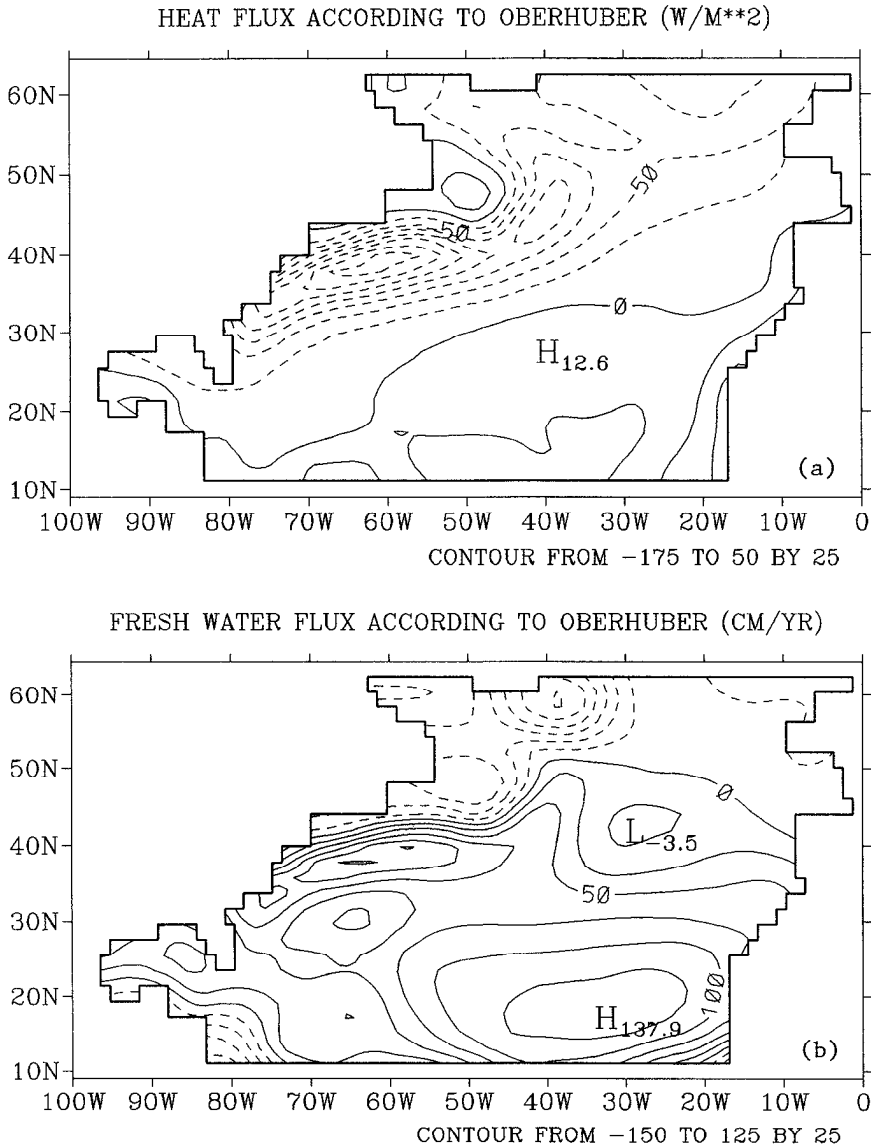 HEAT FLUX ACCORDING TO OBERHUBER (W/M**2)
60N
50N
50
50
40N
30N
0
H12.6
20N
10N
(a)
100W 90W 80W 70W 60W 50W 40W 30W 20W 10W 0
CONTOUR FROM -175 TO 50 BY 25
FRESH WATER FLUX ACCORDING TO OBERHUBER (CM/YR)
60N
50N
0
40N
L-3.5
50
30N
20N
100
H137.9
10N
(b)
100W 90W 80W 70W 60W 50W 40W 30W 20W 10W 0
CONTOUR FROM -150 TO 125 BY 25